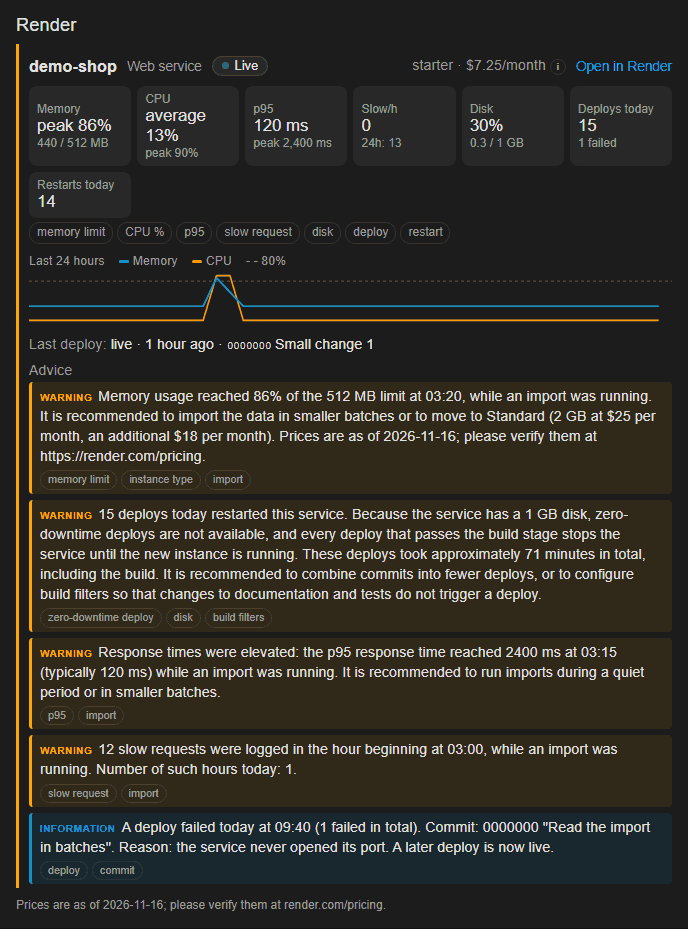 Render
demo-shop Web service Live starter · $7.25/month i Open in Render
Memory
peak 86%
440 / 512 MB
CPU
average
13%
peak 90%
p95
120 ms
peak 2,400 ms
Slow/h
0
24h: 13
Disk
30%
0.3 / 1 GB
Deploys today
15
1 failed
Restarts today
14
memory limit CPU % p95 slow request disk deploy restart
Last 24 hours Memory CPU - - 80%
Last deploy: live · 1 hour ago · 0000000 Small change 1
Advice
WARNING Memory usage reached 86% of the 512 MB limit at 03:20, while an import was running.
It is recommended to import the data in smaller batches or to move to Standard (2 GB at $25 per
month, an additional $18 per month). Prices are as of 2026-11-16; please verify them at
https://render.com/pricing.
memory limit instance type import
WARNING 15 deploys today restarted this service. Because the service has a 1 GB disk, zero-
downtime deploys are not available, and every deploy that passes the build stage stops the
service until the new instance is running. These deploys took approximately 71 minutes in total,
including the build. It is recommended to combine commits into fewer deploys, or to configure
build filters so that changes to documentation and tests do not trigger a deploy.
zero-downtime deploy disk build filters
WARNING Response times were elevated: the p95 response time reached 2400 ms at 03:15
(typically 120 ms) while an import was running. It is recommended to run imports during a quiet
period or in smaller batches.
p95 import
WARNING 12 slow requests were logged in the hour beginning at 03:00, while an import was
running. Number of such hours today: 1.
slow request import
INFORMATION A deploy failed today at 09:40 (1 failed in total). Commit: 0000000 "Read the import
in batches". Reason: the service never opened its port. A later deploy is now live.
deploy commit
Prices are as of 2026-11-16; please verify them at render.com/pricing.